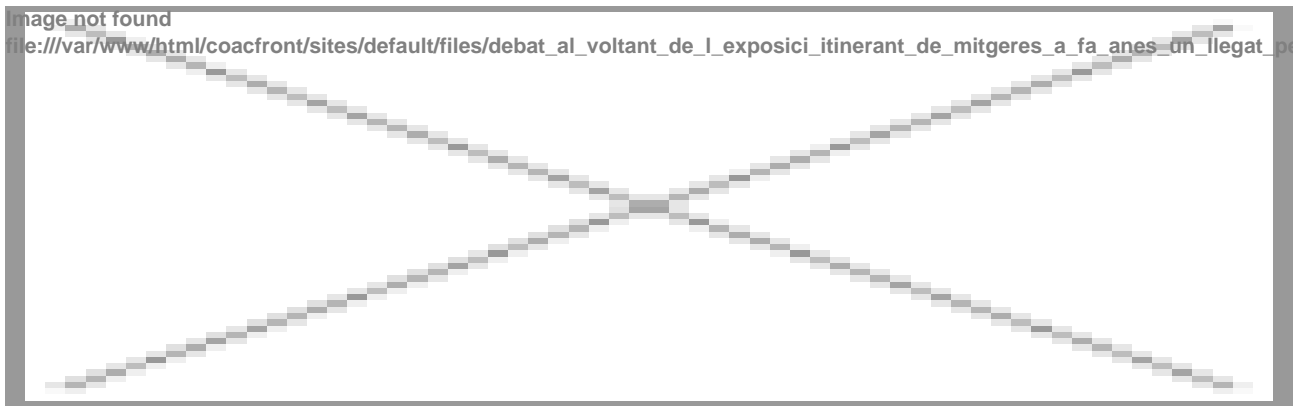 Image not found
file:///var/www/html/coacfront/sites/default/files/debat_al_voltant_de_l_exposici_itinerant_de_mitgeres_a_fa_anes_un_llegat_pe